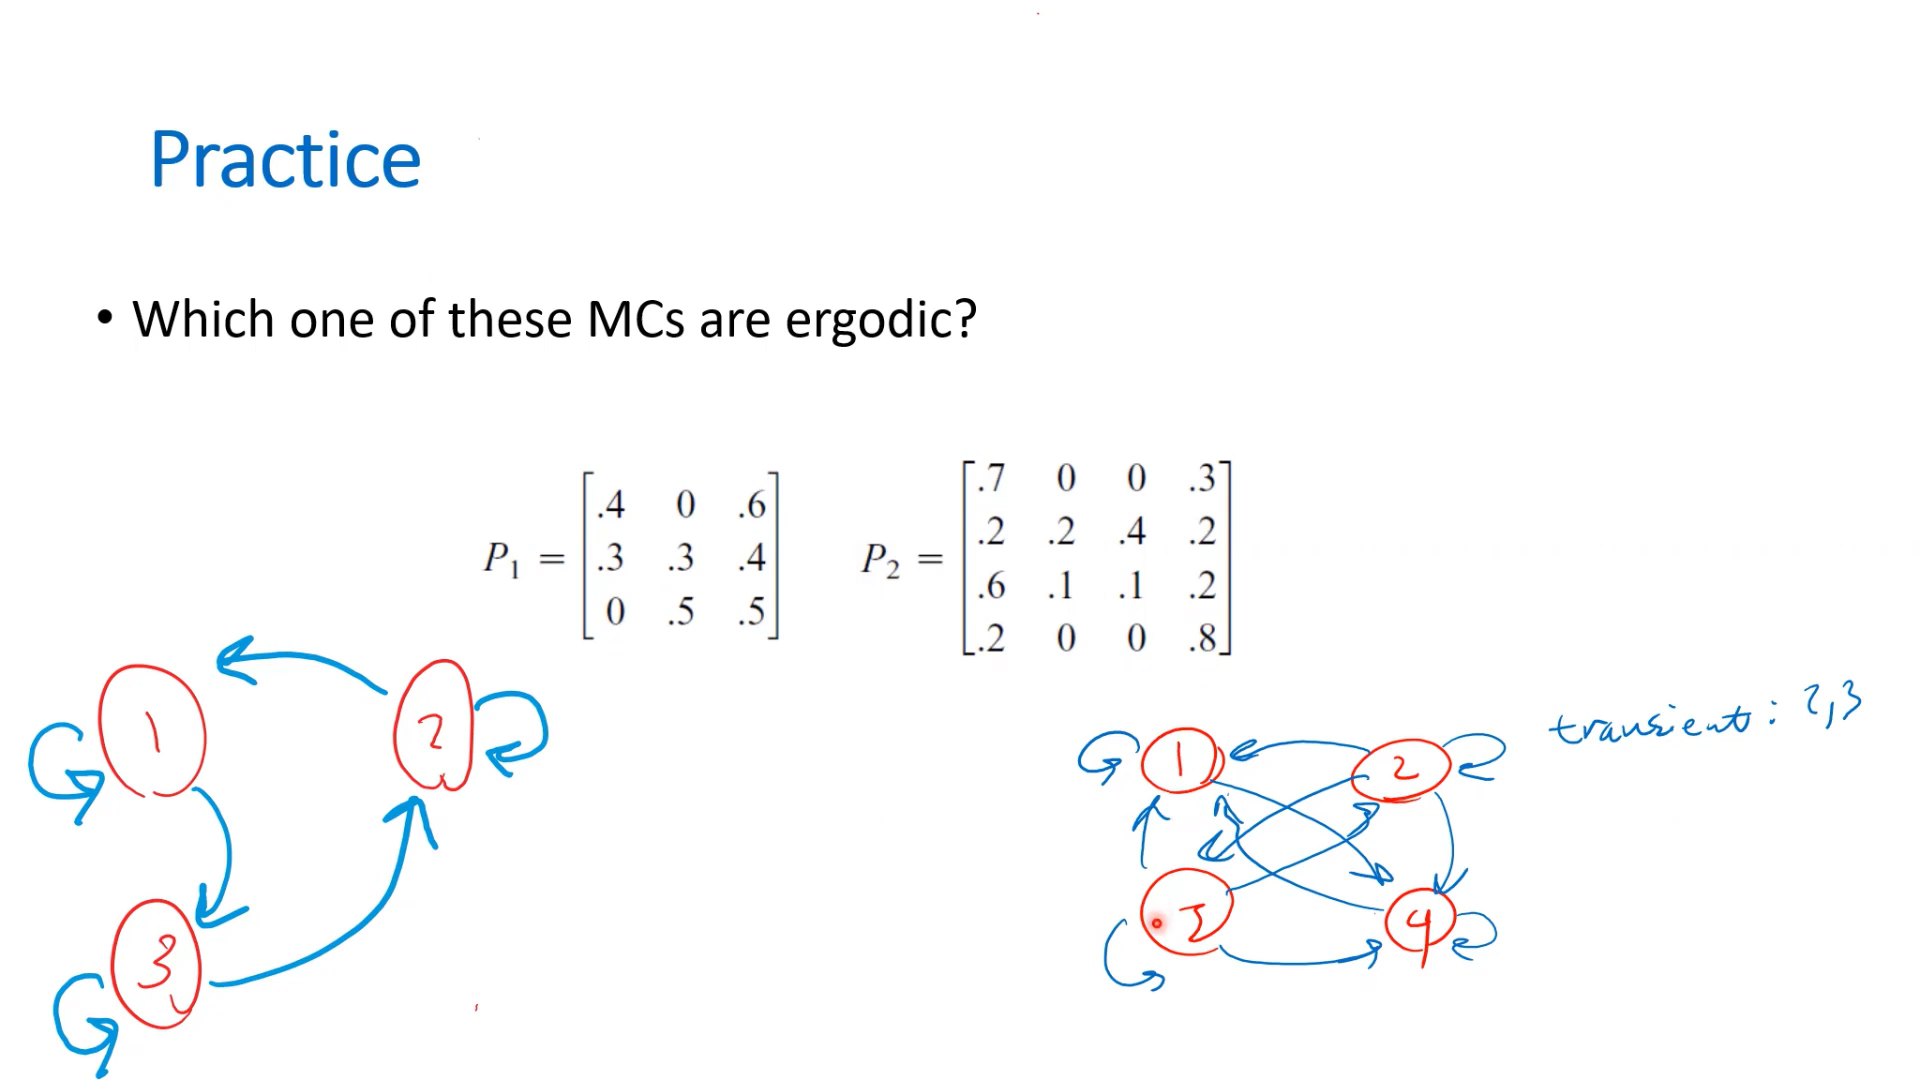 Practice
• Which one of these MCs are ergodic?
P₁ = [.4 0 .6
.3 .3 .4
0 .5 .5]
P₂ = [.7 0 0 .3
.2 .2 .4 .2
.6 .1 .1 .2
.2 0 0 .8]
1 2
3
1 2
3 4
transient: 2,3